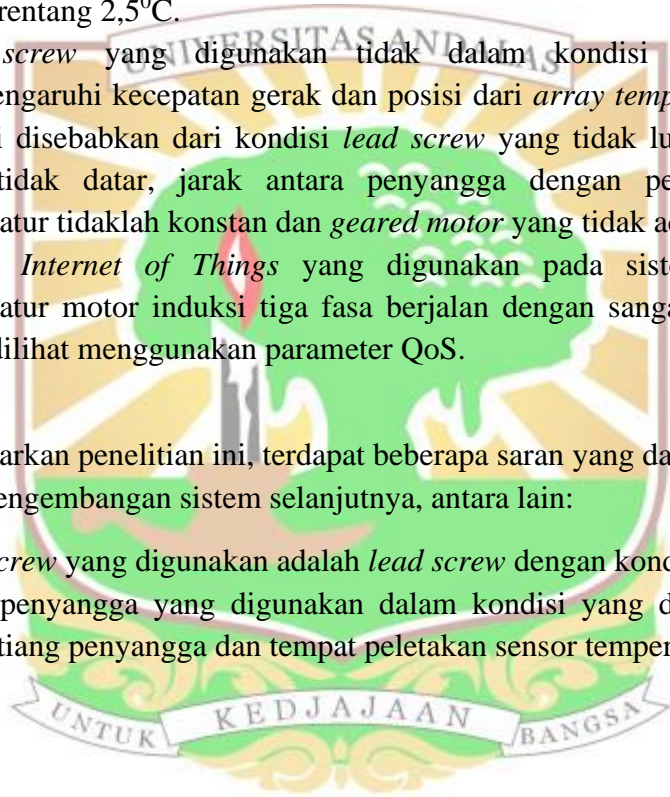 rentang 2,5⁰C.
UNIVERSITAS ANDALAS
screw yang digunakan tidak dalam kondisi
engaruhi kecepatan gerak dan posisi dari array temp
i disebabkan dari kondisi lead screw yang tidak lu
tidak datar, jarak antara penyangga dengan pe
atur tidaklah konstan dan geared motor yang tidak a
Internet of Things yang digunakan pada sist
atur motor induksi tiga fasa berjalan dengan sanga
dilihat menggunakan parameter QoS.
arkan penelitian ini, terdapat beberapa saran yang da
engembangan sistem selanjutnya, antara lain:
crew yang digunakan adalah lead screw dengan kond
penyangga yang digunakan dalam kondisi yang d
tiang penyangga dan tempat peletakan sensor temper
UNTUK KEDJAJAAN BANGSA